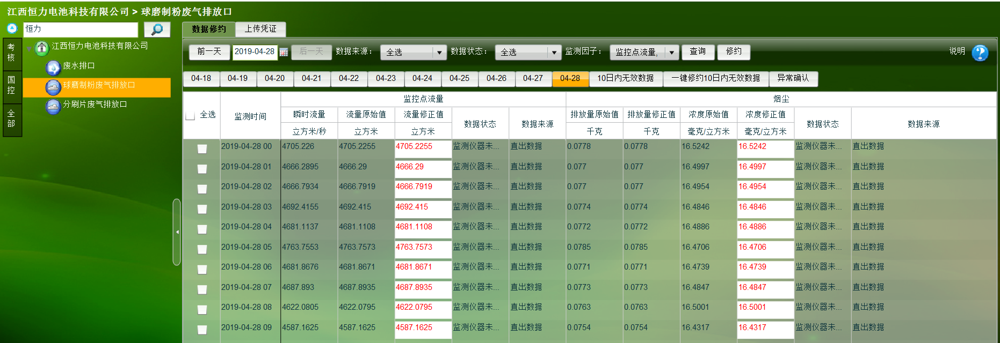 江西恒力电池科技有限公司 > 球磨制粉废气排放口
恒力
考核
国控
全部
江西恒力电池科技有限公司
废水排口
球磨制粉废气排放口
分刷片废气排放口
数据修约 上传凭证
前一天 2019-04-28 后一天 数据来源： 全选 数据状态： 全选 监测因子： 监控点流量, 查询 修约 说明
04-18 04-19 04-20 04-21 04-22 04-23 04-24 04-25 04-26 04-27 04-28 10日内无效数据 一键修约10日内无效数据 异常确认
全选 监测时间 监控点流量 烟尘
瞬时流量 流量原始值 流量修正值 数据状态 数据来源 排放量原始值 排放量修正值 浓度原始值 浓度修正值 数据状态 数据来源
立方米/秒 立方米 立方米 千克 千克 毫克/立方米 毫克/立方米
2019-04-28 00 4705.226 4705.2255 4705.2255 监测仪器未... 直出数据 0.0778 0.0778 16.5242 16.5242 监测仪器未... 直出数据
2019-04-28 01 4666.2895 4666.29 4666.29 监测仪器未... 直出数据 0.077 0.077 16.4997 16.4997 监测仪器未... 直出数据
2019-04-28 02 4666.7934 4666.7919 4666.7919 监测仪器未... 直出数据 0.077 0.077 16.4954 16.4954 监测仪器未... 直出数据
2019-04-28 03 4692.4155 4692.415 4692.415 监测仪器未... 直出数据 0.0774 0.0774 16.4846 16.4846 监测仪器未... 直出数据
2019-04-28 04 4681.1137 4681.1108 4681.1108 监测仪器未... 直出数据 0.0772 0.0772 16.4886 16.4886 监测仪器未... 直出数据
2019-04-28 05 4763.7553 4763.7573 4763.7573 监测仪器未... 直出数据 0.0785 0.0785 16.4706 16.4706 监测仪器未... 直出数据
2019-04-28 06 4681.8676 4681.8671 4681.8671 监测仪器未... 直出数据 0.0771 0.0771 16.4739 16.4739 监测仪器未... 直出数据
2019-04-28 07 4687.893 4687.8935 4687.8935 监测仪器未... 直出数据 0.0773 0.0773 16.4847 16.4847 监测仪器未... 直出数据
2019-04-28 08 4622.0805 4622.0795 4622.0795 监测仪器未... 直出数据 0.0763 0.0763 16.5001 16.5001 监测仪器未... 直出数据
2019-04-28 09 4587.1625 4587.1625 4587.1625 监测仪器未... 直出数据 0.0754 0.0754 16.4317 16.4317 监测仪器未... 直出数据